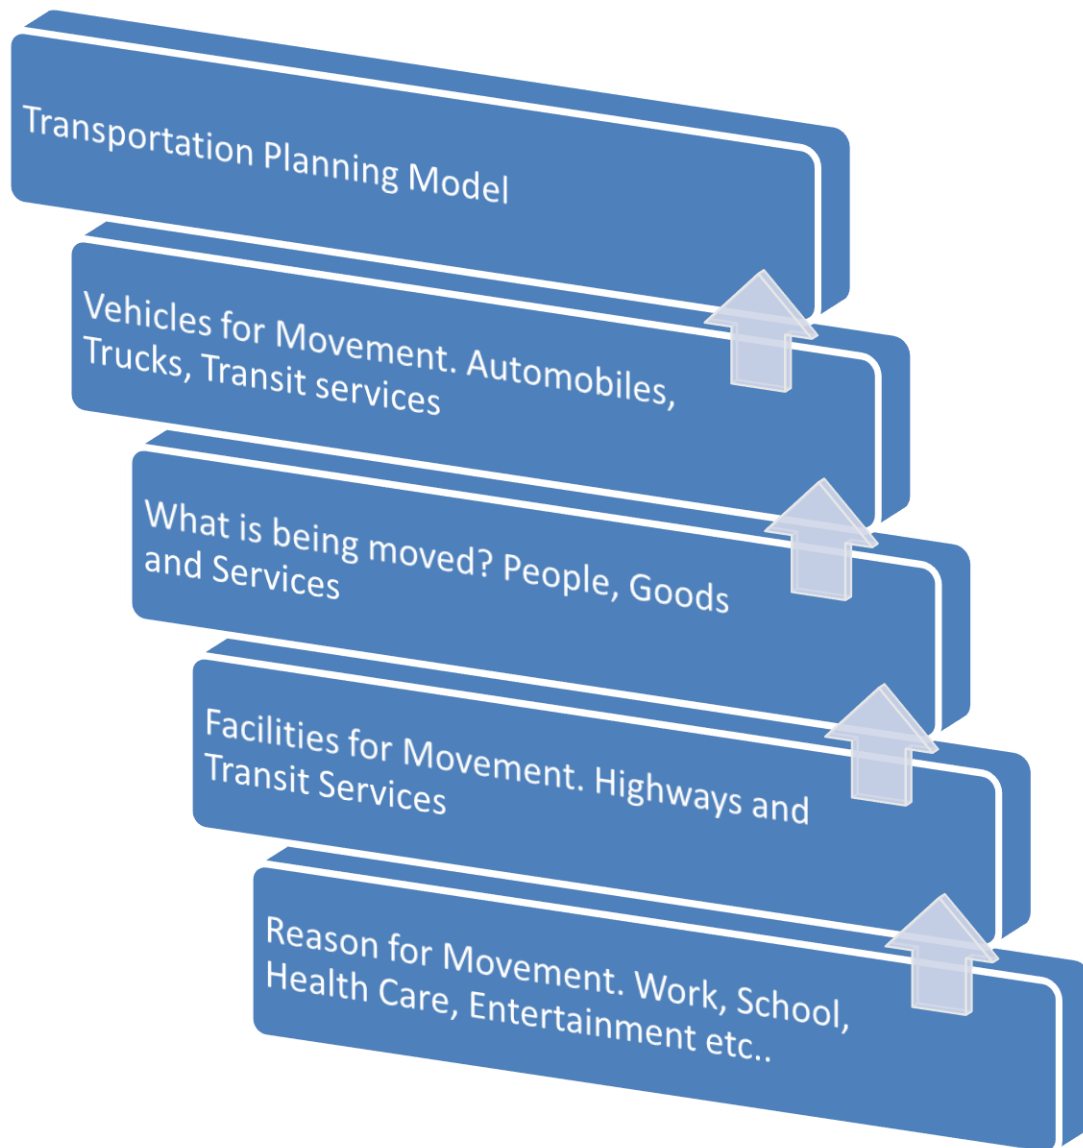 Transportation Planning Model
Vehicles for Movement. Automobiles,
Trucks, Transit services
What is being moved? People, Goods
and Services
Facilities for Movement. Highways and
Transit Services
Reason for Movement. Work, School,
Health Care, Entertainment etc..